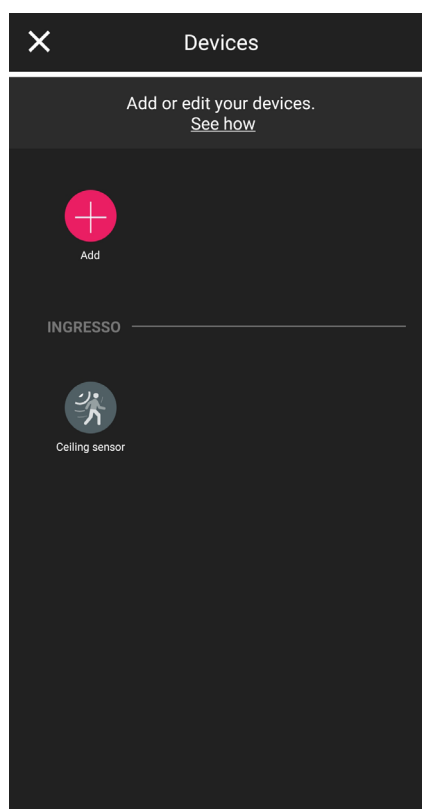 Devices
Add or edit your devices.
See how
Add
INGRESSO
Ceiling sensor